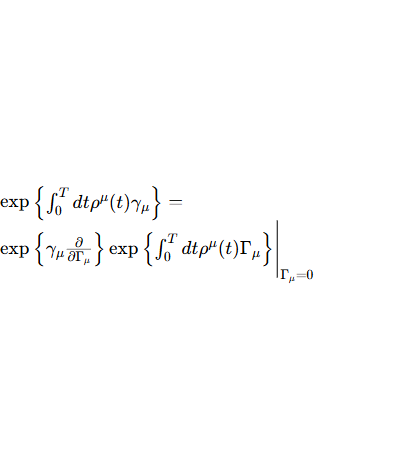 exp { ∫₀ᵀ dtρ^μ(t)γ_μ } =
exp { γ_μ ∂/∂Γ_μ } exp { ∫₀ᵀ dtρ^μ(t)Γ_μ } |_{Γ_μ=0}